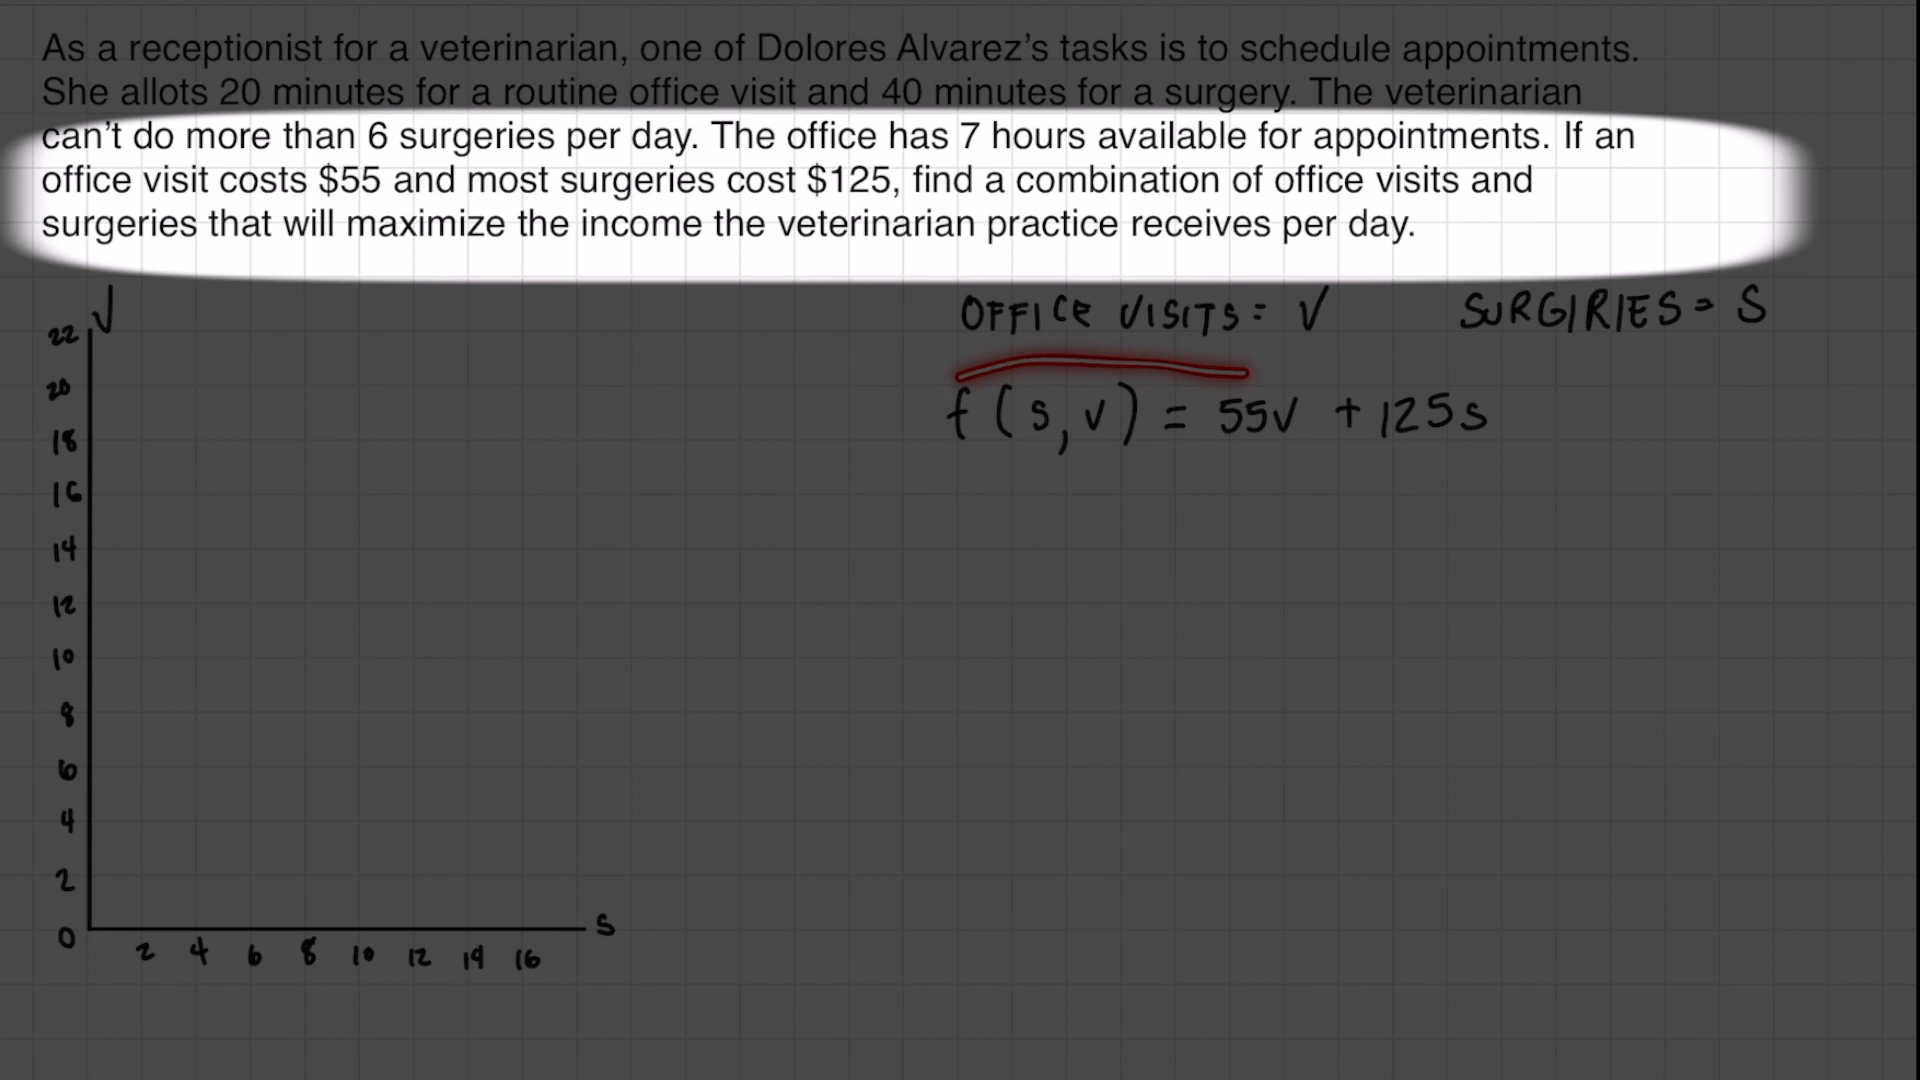 As a receptionist for a veterinarian, one of Dolores Alvarez’s tasks is to schedule appointments.
She allots 20 minutes for a routine office visit and 40 minutes for a surgery. The veterinarian
can’t do more than 6 surgeries per day. The office has 7 hours available for appointments. If an
office visit costs $55 and most surgeries cost $125, find a combination of office visits and
surgeries that will maximize the income the veterinarian practice receives per day.
OFFICE VISITS = V
SURGIRIES = S
f(s,v) = 55v + 125s
V
22
20
18
16
14
12
10
8
6
4
2
0
S
2 4 6 8 10 12 14 16